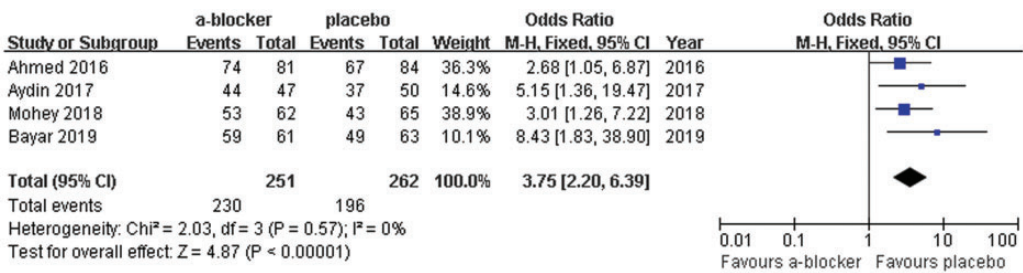 a-blocker placebo Odds Ratio Odds Ratio
Study or Subgroup Events Total Events Total Weight M-H, Fixed, 95% CI Year M-H, Fixed, 95% CI
Ahmed 2016 74 81 67 84 36.3% 2.68 [1.05, 6.87] 2016
Aydin 2017 44 47 37 50 14.6% 5.15 [1.36, 19.47] 2017
Mohey 2018 53 62 43 65 38.9% 3.01 [1.26, 7.22] 2018
Bayar 2019 59 61 49 63 10.1% 8.43 [1.83, 38.90] 2019
Total (95% CI) 251 262 100.0% 3.75 [2.20, 6.39]
Total events 230 196
Heterogeneity: Chi² = 2.03, df = 3 (P = 0.57); I² = 0%
Test for overall effect: Z = 4.87 (P < 0.00001)
0.01 0.1 1 10 100
Favours a-blocker Favours placebo